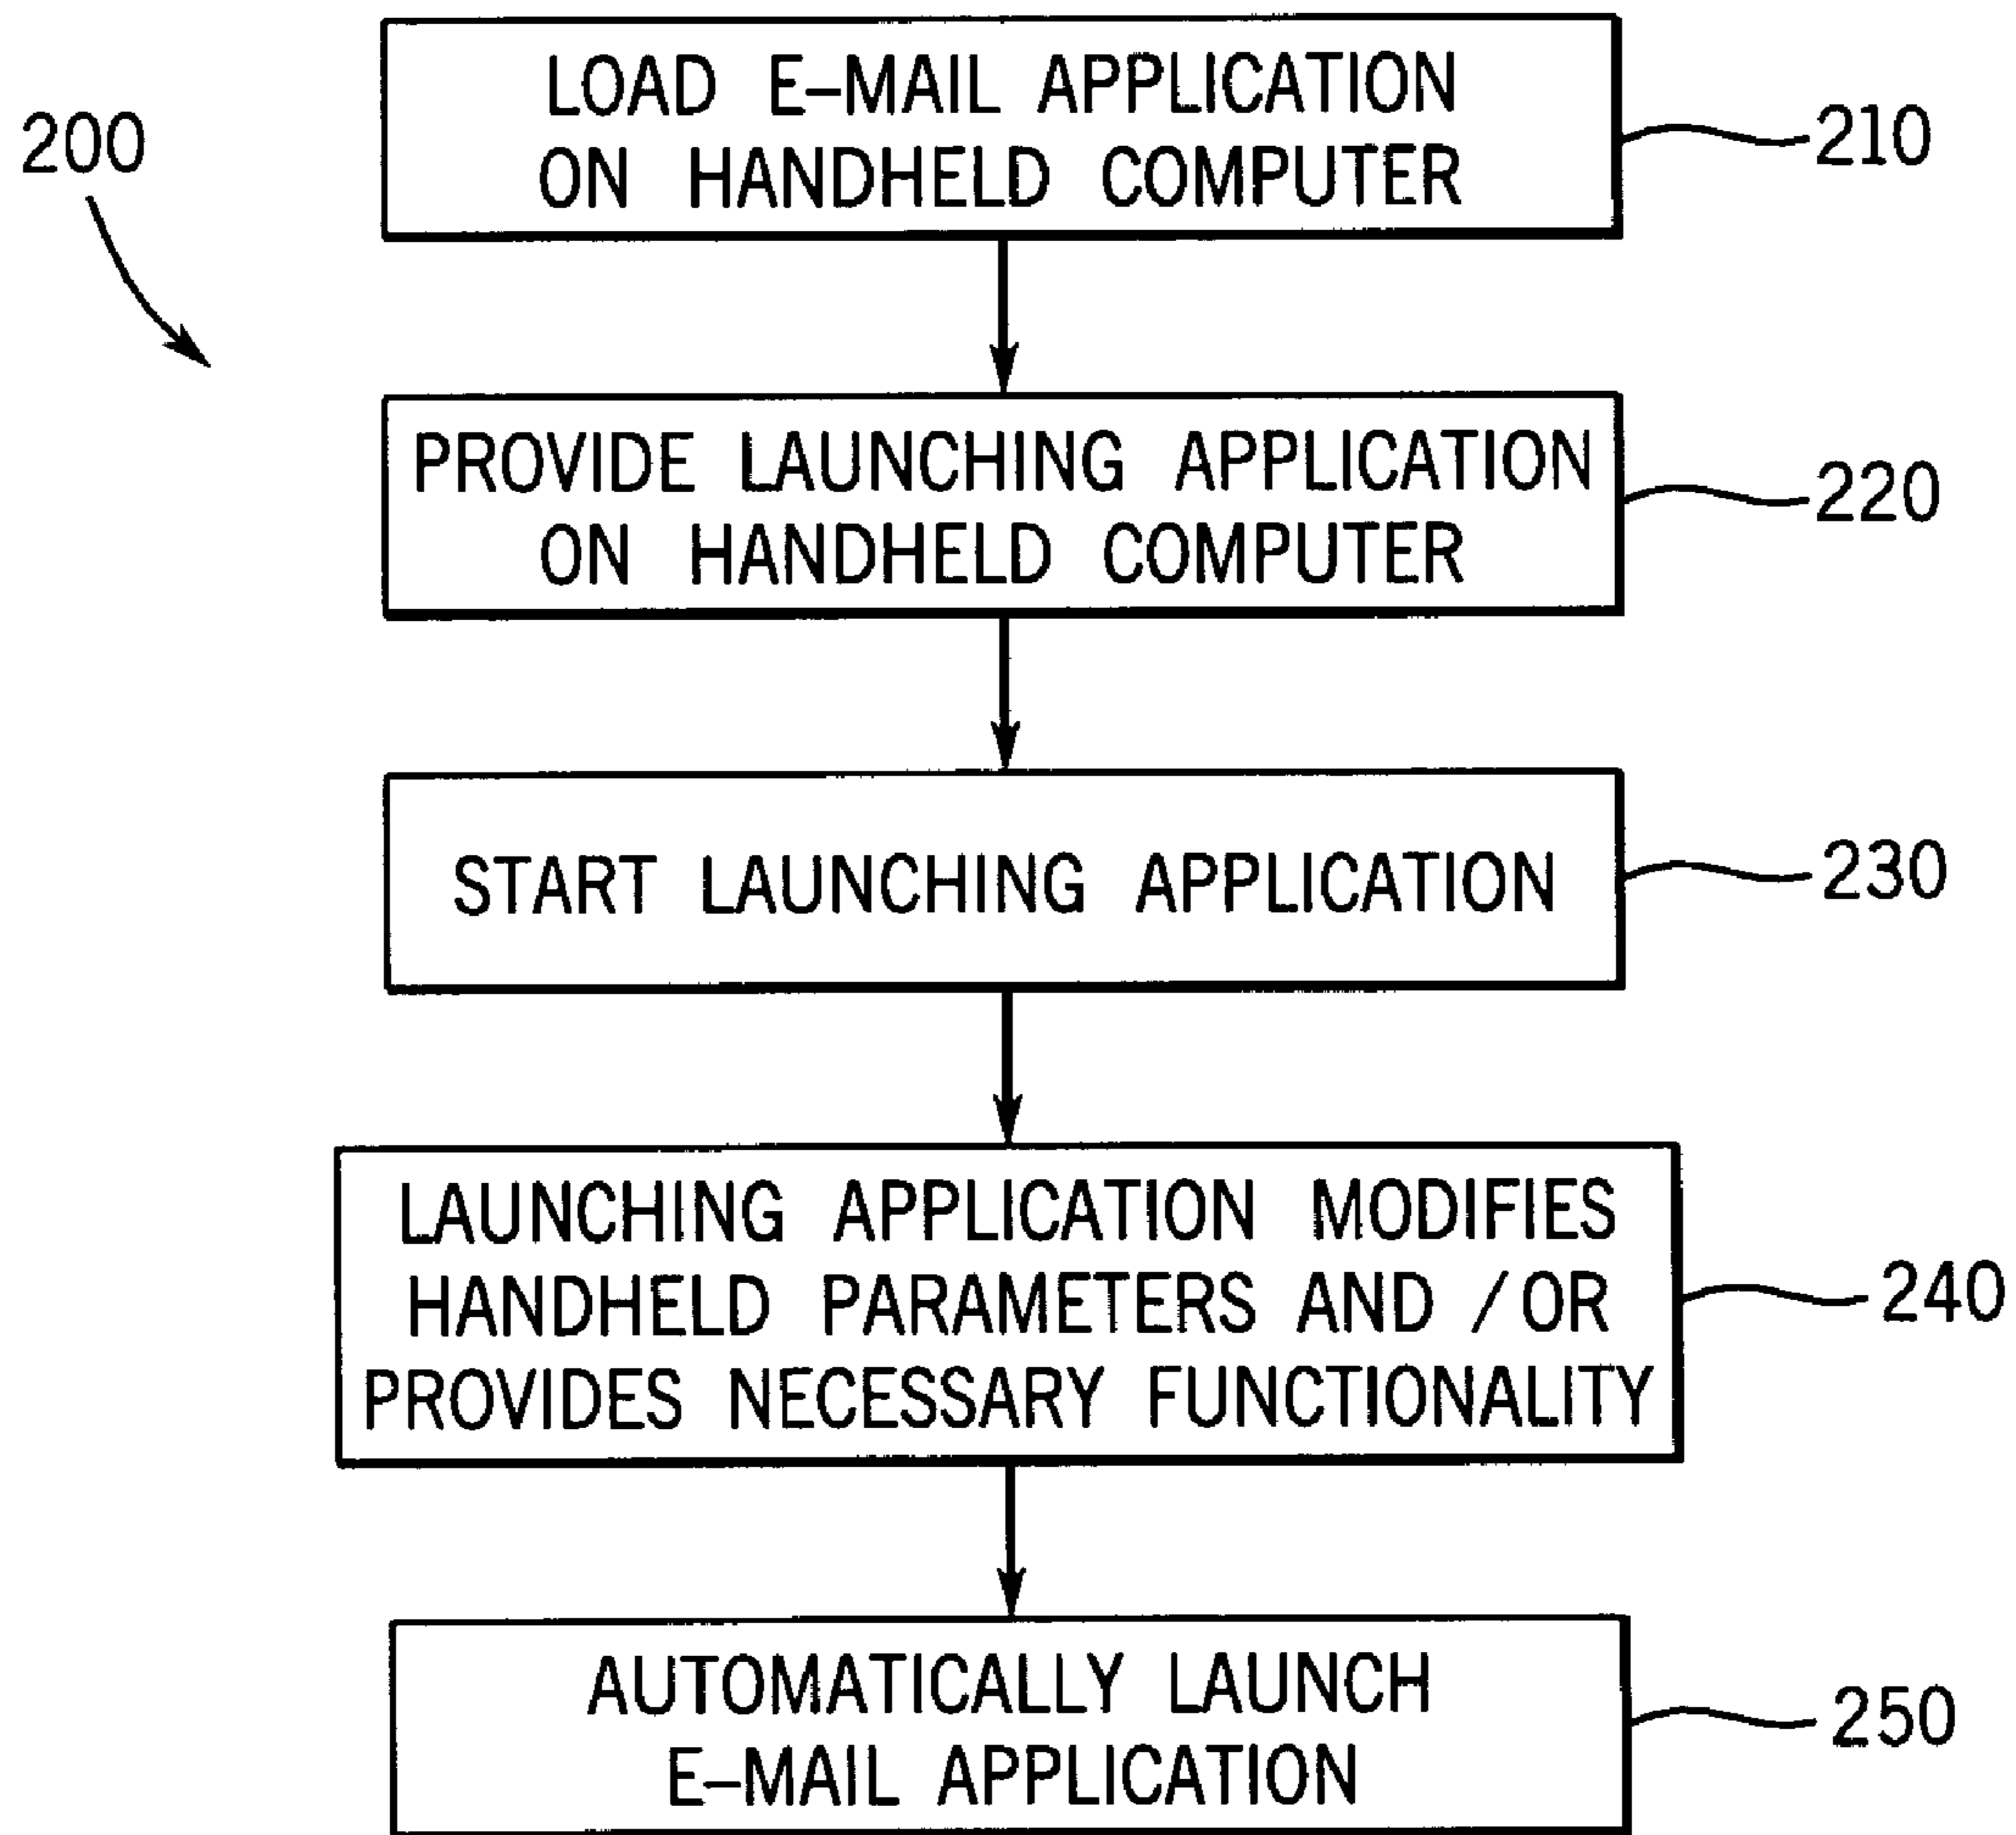 200
LOAD E–MAIL APPLICATION
ON HANDHELD COMPUTER
210
PROVIDE LAUNCHING APPLICATION
ON HANDHELD COMPUTER
220
START LAUNCHING APPLICATION
230
LAUNCHING APPLICATION MODIFIES
HANDHELD PARAMETERS AND /OR
PROVIDES NECESSARY FUNCTIONALITY
240
AUTOMATICALLY LAUNCH
E–MAIL APPLICATION
250